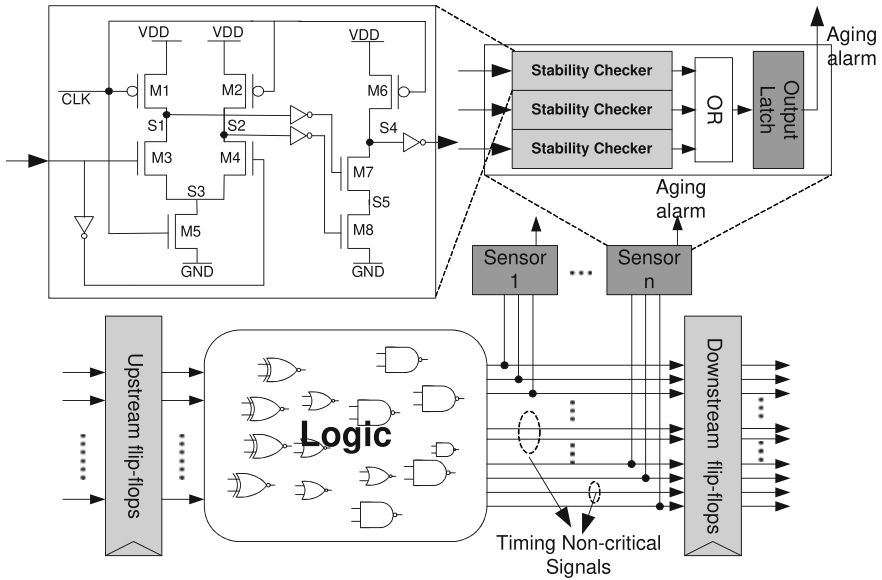 VDD
VDD
VDD
CLK
M1
M2
M6
S1
S2
S4
M3
M4
M7
S3
S5
M5
M8
GND
GND
Stability Checker
Stability Checker
Stability Checker
OR
Output
Latch
Aging
alarm
Aging
alarm
Sensor
1
Sensor
n
Upstream flip-flops
Logic
Downstream flip-flops
Timing Non-critical
Signals